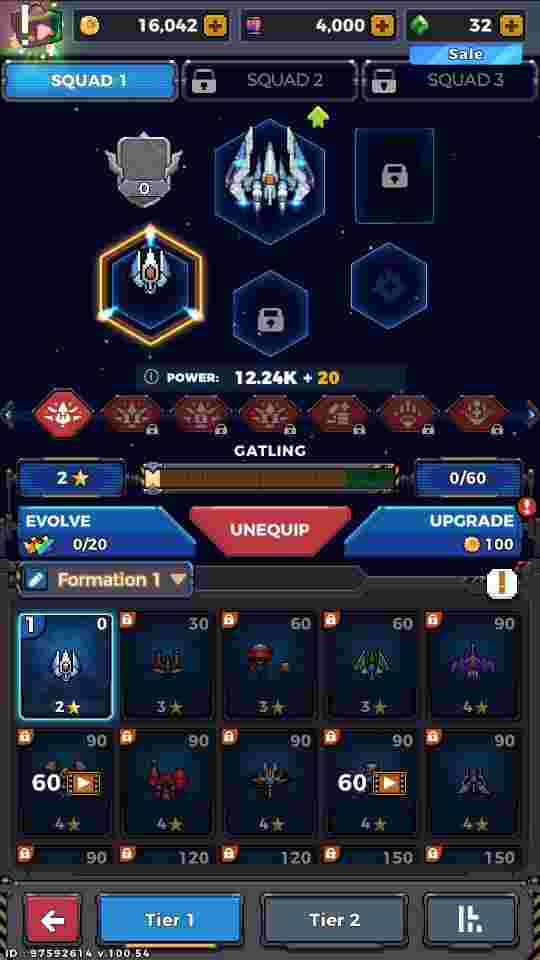 16,042
4,000
32
Sale
SQUAD 1
SQUAD 2
SQUAD 3
0
POWER: 12.24K + 20
GATLING
2
0/60
EVOLVE
0/20
UNEQUIP
UPGRADE
100
Formation 1
1 0
30
60
60
90
2
3
3
3
4
90
90
90
90
90
60
60
4
4
4
4
4
90
120
120
150
150
Tier 1
Tier 2
ID : 97592614 v.100.54